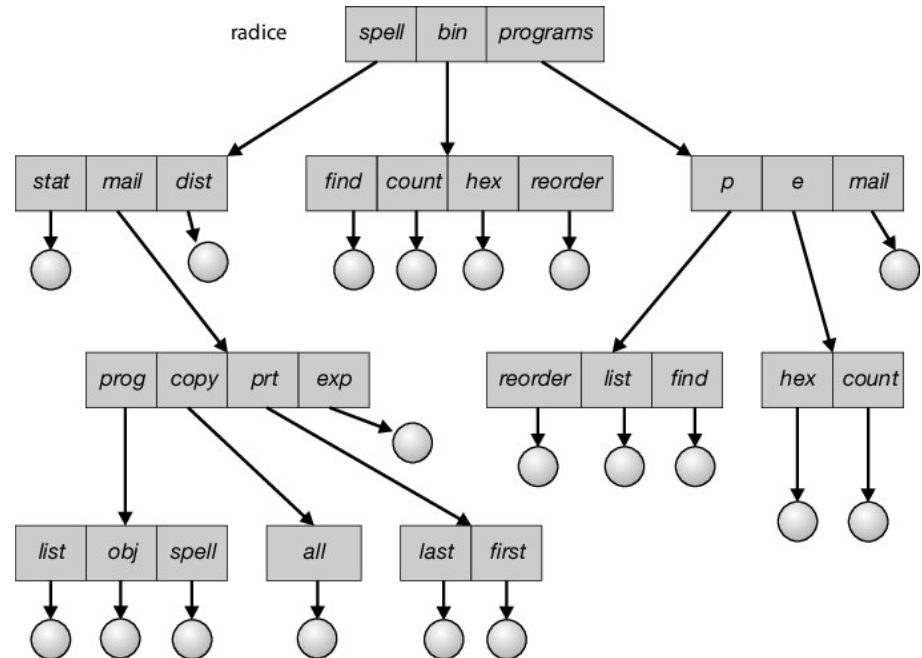 radice spell bin programs
stat mail dist find count hex reorder p e mail
prog copy prt exp reorder list find hex count
list obj spell all last first